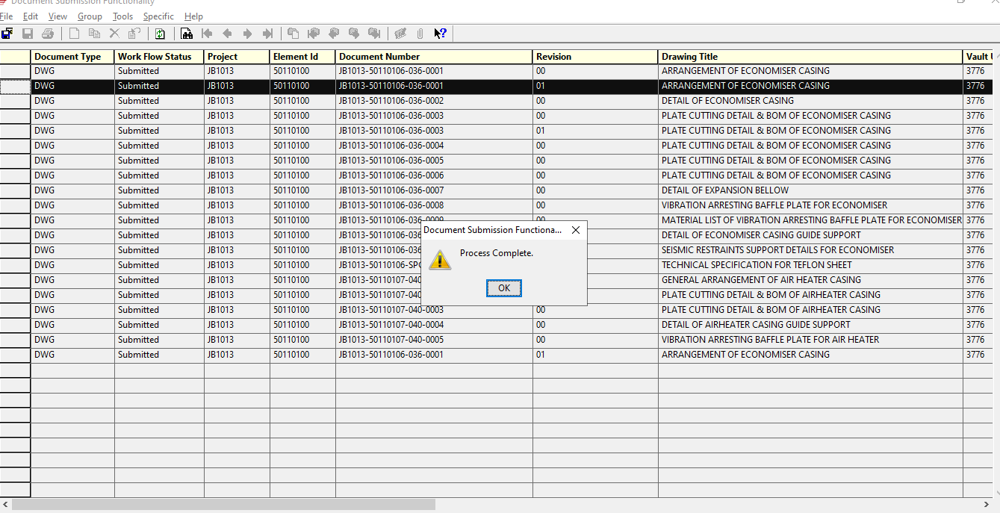 Document Submission Functionality
File Edit View Group Tools Specific Help
Document Type Work Flow Status Project Element Id Document Number Revision Drawing Title Vault
DWG Submitted JB1013 50110100 JB1013-50110106-036-0001 00 ARRANGEMENT OF ECONOMISER CASING 3776
DWG Submitted JB1013 50110100 JB1013-50110106-036-0001 01 ARRANGEMENT OF ECONOMISER CASING 3776
DWG Submitted JB1013 50110100 JB1013-50110106-036-0002 00 DETAIL OF ECONOMISER CASING 3776
DWG Submitted JB1013 50110100 JB1013-50110106-036-0003 00 PLATE CUTTING DETAIL & BOM OF ECONOMISER CASING 3776
DWG Submitted JB1013 50110100 JB1013-50110106-036-0003 01 PLATE CUTTING DETAIL & BOM OF ECONOMISER CASING 3776
DWG Submitted JB1013 50110100 JB1013-50110106-036-0004 00 PLATE CUTTING DETAIL & BOM OF ECONOMISER CASING 3776
DWG Submitted JB1013 50110100 JB1013-50110106-036-0005 00 PLATE CUTTING DETAIL & BOM OF ECONOMISER CASING 3776
DWG Submitted JB1013 50110100 JB1013-50110106-036-0006 00 PLATE CUTTING DETAIL & BOM OF ECONOMISER CASING 3776
DWG Submitted JB1013 50110100 JB1013-50110106-036-0007 00 DETAIL OF EXPANSION BELLOW 3776
DWG Submitted JB1013 50110100 JB1013-50110106-036-0008 00 VIBRATION ARRESTING BAFFLE PLATE FOR ECONOMISER 3776
DWG Submitted JB1013 50110100 JB1013-50110106-036-0009 00 MATERIAL LIST OF VIBRATION ARRESTING BAFFLE PLATE FOR ECONOMISER 3776
DWG Submitted JB1013 50110100 JB1013-50110106-036 DETAIL OF ECONOMISER CASING GUIDE SUPPORT 3776
DWG Submitted JB1013 50110100 JB1013-50110106-036 SEISMIC RESTRAINTS SUPPORT DETAILS FOR ECONOMISER 3776
DWG Submitted JB1013 50110100 JB1013-50110106-SPC TECHNICAL SPECIFICATION FOR TEFLON SHEET 3776
DWG Submitted JB1013 50110100 JB1013-50110107-040 GENERAL ARRANGEMENT OF AIR HEATER CASING 3776
DWG Submitted JB1013 50110100 JB1013-50110107-040 PLATE CUTTING DETAIL & BOM OF AIRHEATER CASING 3776
DWG Submitted JB1013 50110100 JB1013-50110107-040-0003 00 PLATE CUTTING DETAIL & BOM OF AIRHEATER CASING 3776
DWG Submitted JB1013 50110100 JB1013-50110107-040-0004 00 DETAIL OF AIRHEATER CASING GUIDE SUPPORT 3776
DWG Submitted JB1013 50110100 JB1013-50110107-040-0005 00 VIBRATION ARRESTING BAFFLE PLATE FOR AIR HEATER 3776
DWG Submitted JB1013 50110100 JB1013-50110106-036-0001 01 ARRANGEMENT OF ECONOMISER CASING 3776
Document Submission Functiona...
Process Complete.
OK